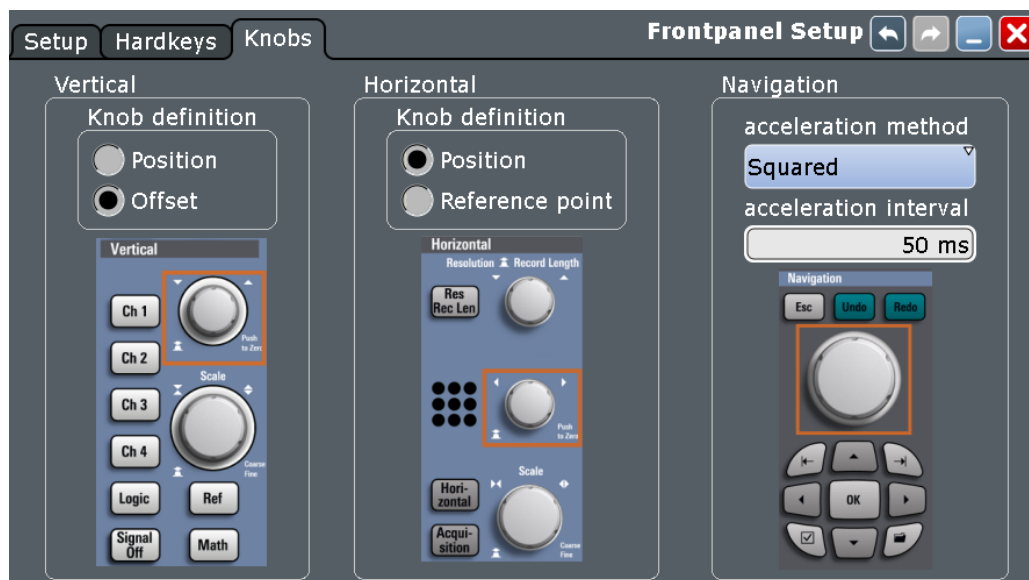 Setup
Hardkeys
Knobs
Frontpanel Setup
Vertical
Knob definition
Position
Offset
Vertical
Ch 1
Push
to Zero
Ch 2
Scale
Ch 3
Ch 4
Coarse
Fine
Logic
Ref
Signal
Off
Math
Horizontal
Knob definition
Position
Reference point
Horizontal
Resolution
Record Length
Res
Rec Len
Push
to Zero
Scale
Hori-
zontal
Acqui-
sition
Coarse
Fine
Navigation
acceleration method
Squared
acceleration interval
50 ms
Navigation
Esc
Undo
Redo
OK